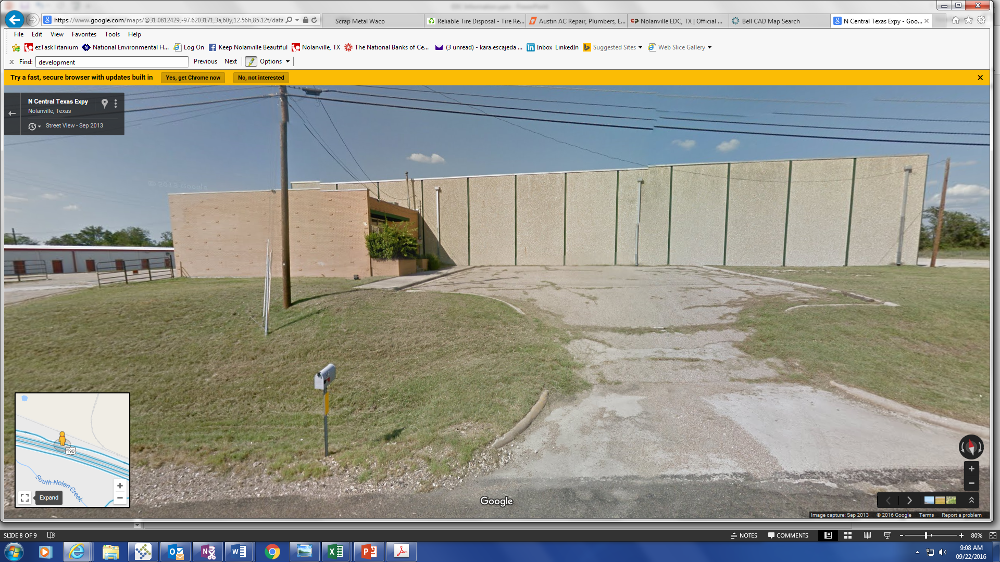 https://www.google.com/maps/@31.0812429,-97.6203171,3a,60y,12.56h,85.12t/data
Scrap Metal Waco
Reliable Tire Disposal - Tire Re...
Austin AC Repair, Plumbers, E...
Nolanville EDC, TX | Official ...
Bell CAD Map Search
N Central Texas Expy - Goo...
File Edit View Favorites Tools Help
ezTaskTitanium
National Environmental H...
Log On
Keep Nolanville Beautiful
Nolanville, TX
The National Banks of Ce...
(3 unread) - kara.escajeda ...
Inbox LinkedIn
Suggested Sites
Web Slice Gallery
x Find: development Previous Next Options
Try a fast, secure browser with updates built in
Yes, get Chrome now
No, not interested
N Central Texas Expy
Nolanville, Texas
Street View - Sep 2013
© 2013 Google
190
South Nolan Creek
Expand
Google
Image capture: Sep 2013 © 2016 Google Terms Report a problem
SLIDE 8 OF 9
NOTES COMMENTS
80%
9:08 AM
09/22/2016